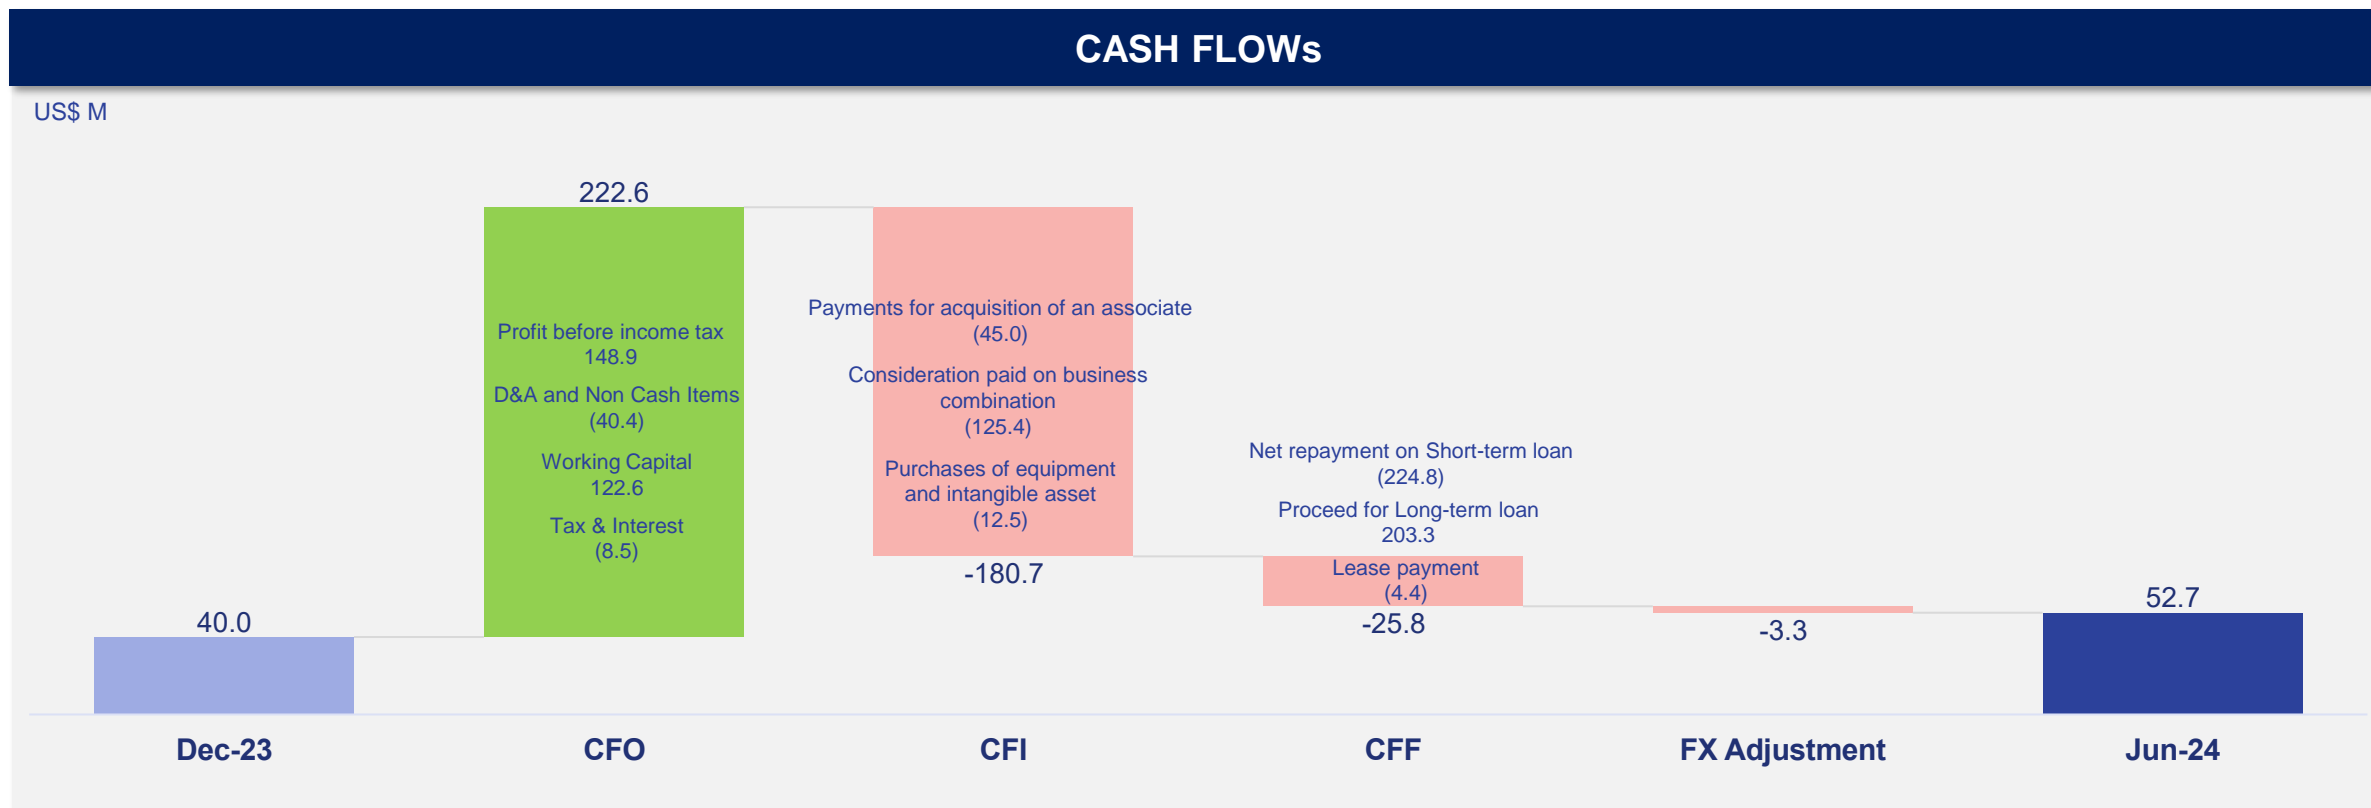 CASH FLOWs
US$ M
40.0
222.6
Profit before income tax
148.9
D&A and Non Cash Items
(40.4)
Working Capital
122.6
Tax & Interest
(8.5)
Payments for acquisition of an associate
(45.0)
Consideration paid on business
combination
(125.4)
Purchases of equipment
and intangible asset
(12.5)
-180.7
Net repayment on Short-term loan
(224.8)
Proceed for Long-term loan
203.3
Lease payment
(4.4)
-25.8
-3.3
52.7
Dec-23
CFO
CFI
CFF
FX Adjustment
Jun-24